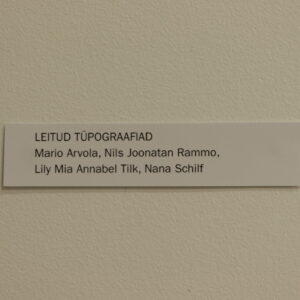 LEITUD TÜPOGRAAFIAD
Mario Arvola, Nils Joonatan Rammo,
Lily Mia Annabel Tilk, Nana Schilf